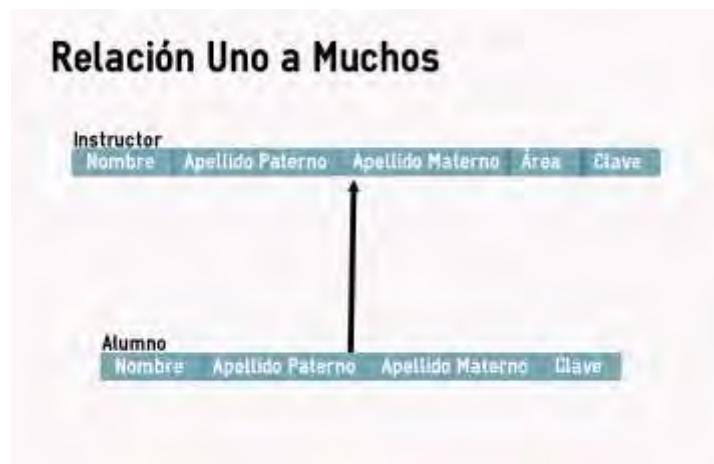 Relación Uno a Muchos
Instructor
Nombre Apellido Paterno Apellido Materno Área Clave
Alumno
Nombre Apellido Paterno Apellido Materno Clave